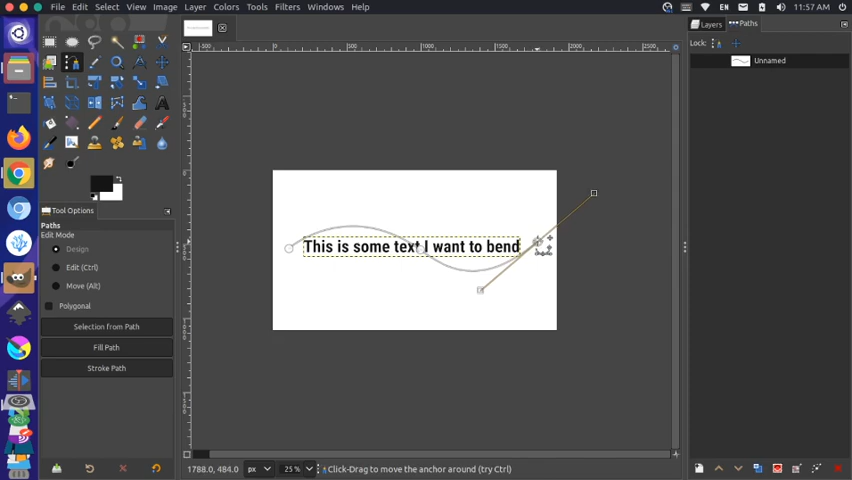 File Edit Select View Image Layer Colors Tools Filters Windows Help
EN 11:57 AM
Layers Paths
Lock:
Unnamed
Tool Options
Paths
Edit Mode
Design
Edit (Ctrl)
Move (Alt)
Polygonal
Selection from Path
Fill Path
Stroke Path
This is some text I want to bend
1788.0, 484.0 px 25 % Click-Drag to move the anchor around (try Ctrl)